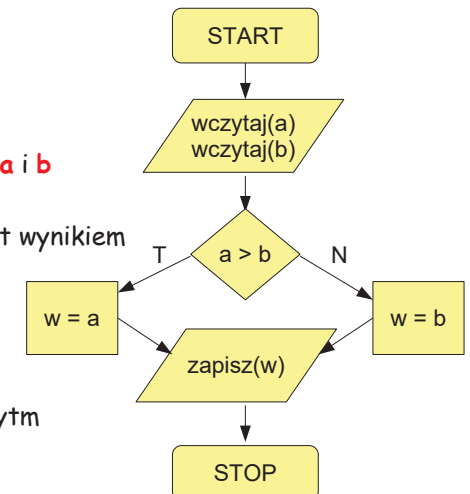 START
wczytaj(a)
wczytaj(b)
a i b
t wynikiem
T
a > b
N
w = a
w = b
zapisz(w)
ytm
STOP